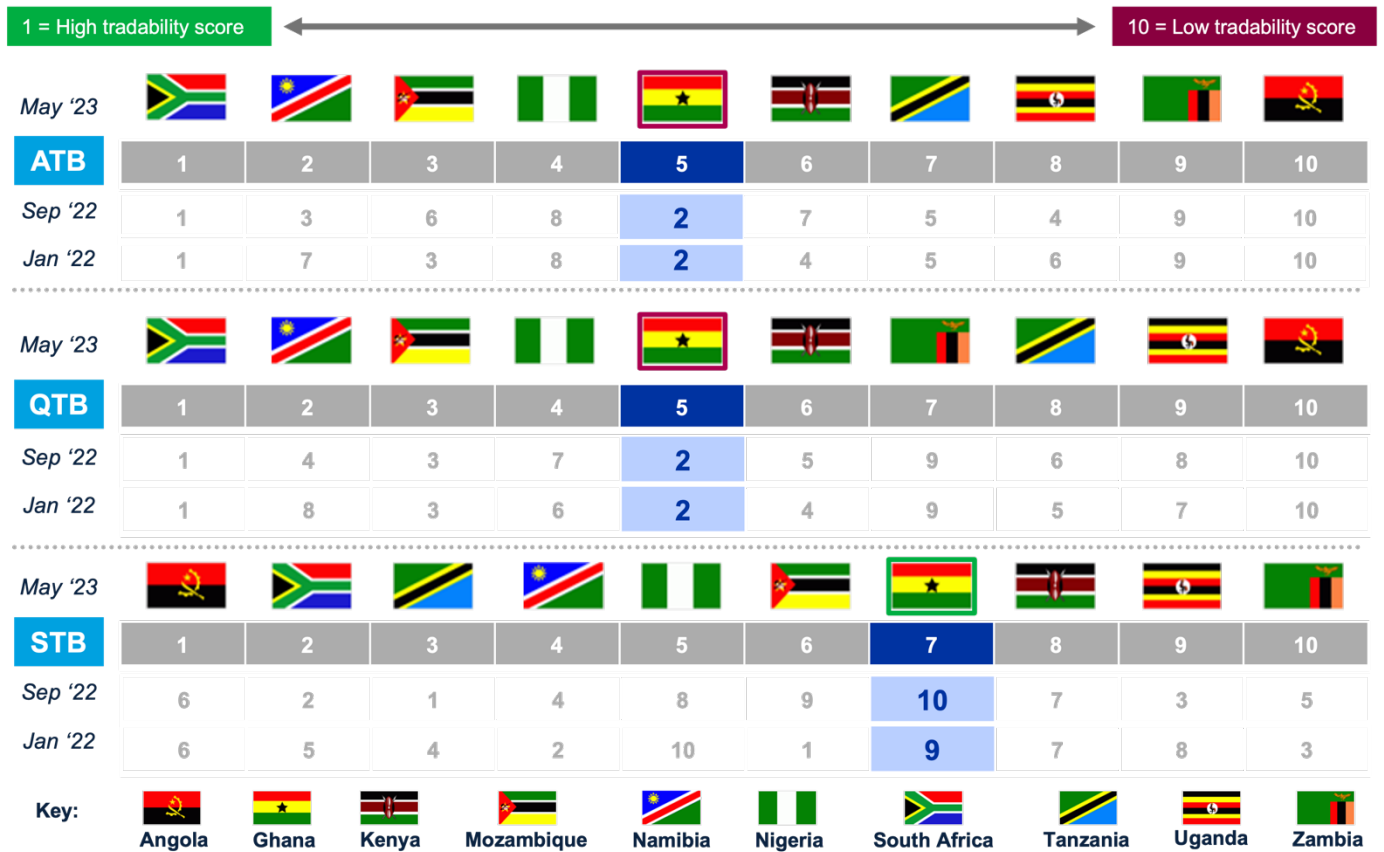 1 = High tradability score 10 = Low tradability score
May ‘23
ATB 1 2 3 4 5 6 7 8 9 10
Sep ‘22 1 3 6 8 2 7 5 4 9 10
Jan ‘22 1 7 3 8 2 4 5 6 9 10
May ‘23
QTB 1 2 3 4 5 6 7 8 9 10
Sep ‘22 1 4 3 7 2 5 9 6 8 10
Jan ‘22 1 8 3 6 2 4 9 5 7 10
May ‘23
STB 1 2 3 4 5 6 7 8 9 10
Sep ‘22 6 2 1 4 8 9 10 7 3 5
Jan ‘22 6 5 4 2 10 1 9 7 8 3
Key:
Angola Ghana Kenya Mozambique Namibia Nigeria South Africa Tanzania Uganda Zambia